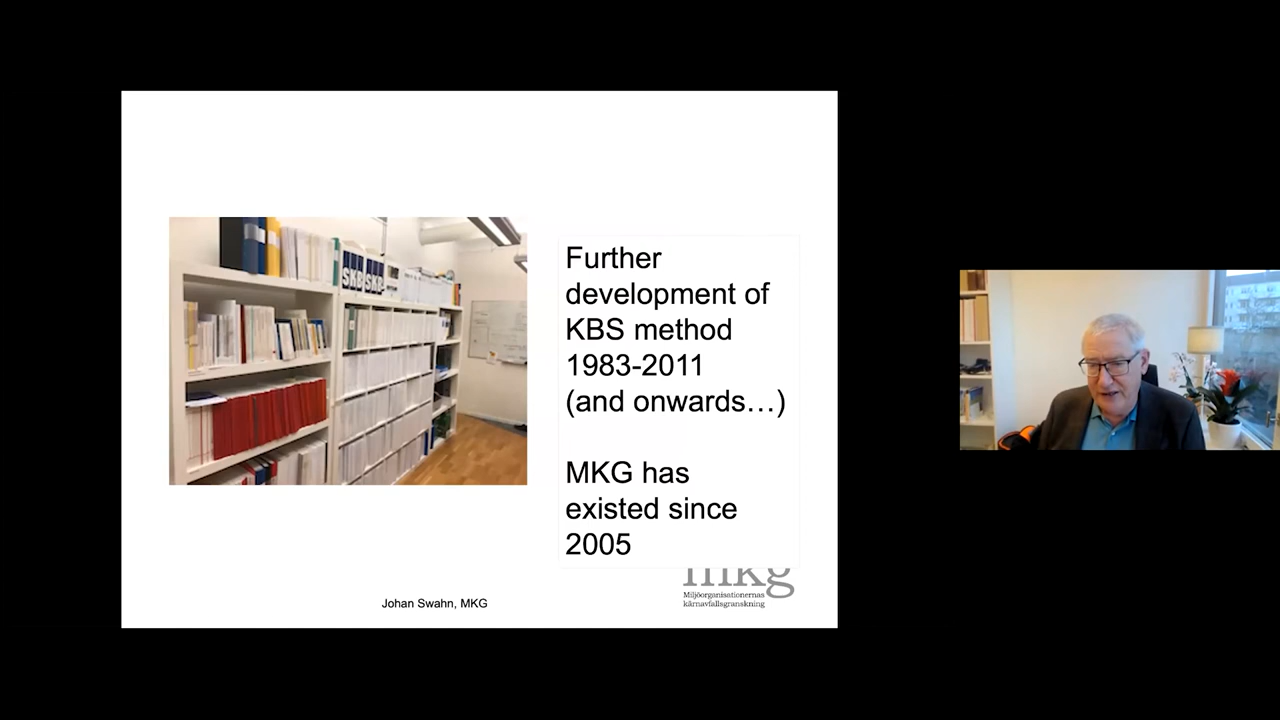 SKB SKB
Further
development of
KBS method
1983-2011
(and onwards…)
MKG has
existed since
2005
mkg
Miljöorganisationernas
kärnavfallsgranskning
Johan Swahn, MKG